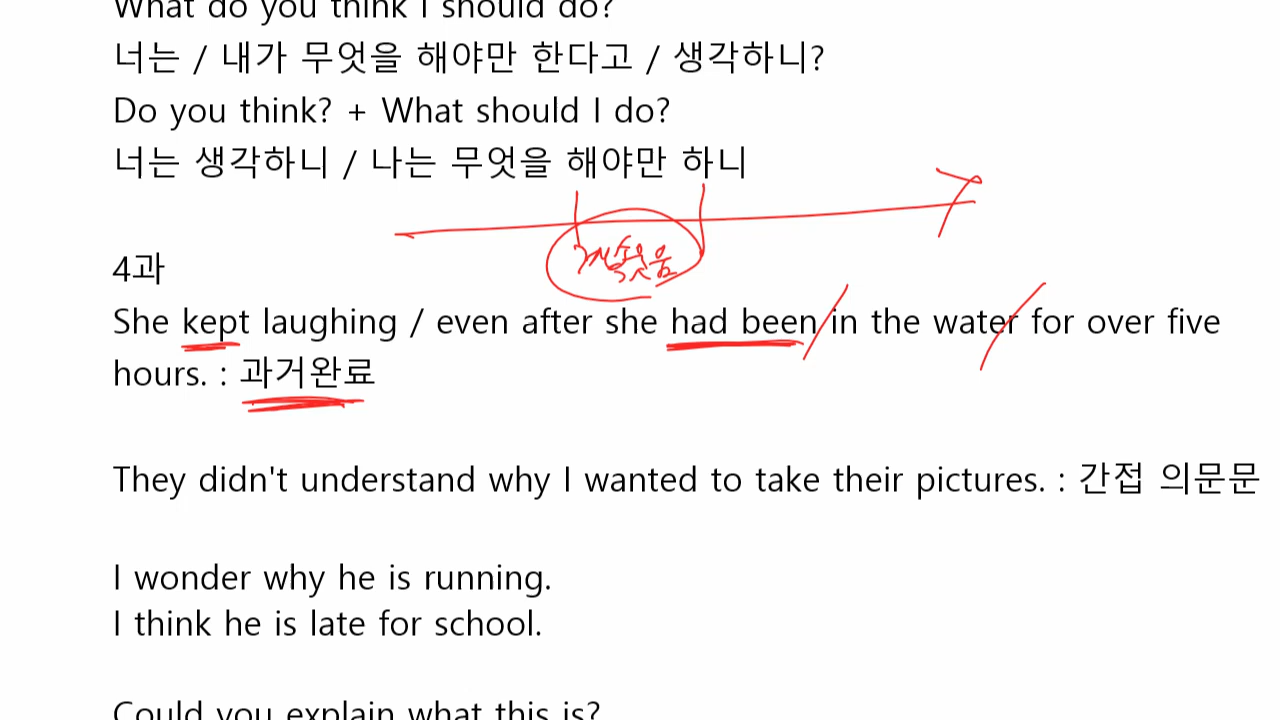 What do you think I should do?
너는 / 내가 무엇을 해야만 한다고 / 생각하니?
Do you think? + What should I do?
너는 생각하니 / 나는 무엇을 해야만 하니
계속웃음
4과
She kept laughing / even after she had been/in the water/for over five
hours. : 과거완료
They didn't understand why I wanted to take their pictures. : 간접 의문문
I wonder why he is running.
I think he is late for school.
Could you explain what this is?